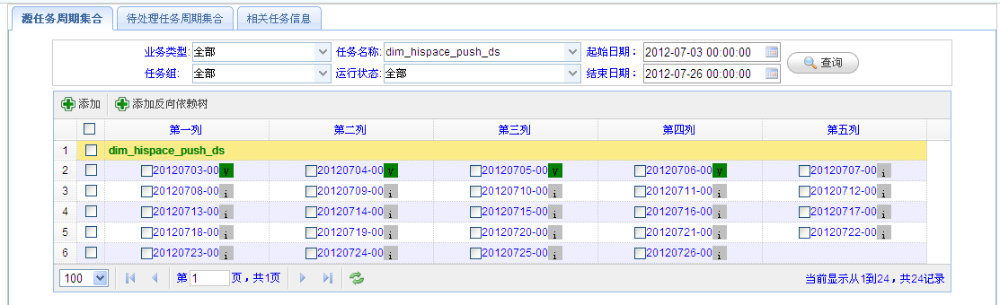 源任务周期集合 待处理任务周期集合 相关任务信息
业务类型: 全部 任务名称: dim_hispace_push_ds 起始日期： 2012-07-03 00:00:00
查询
任务组: 全部 运行状态: 全部 结束日期： 2012-07-26 00:00:00
添加 添加反向依赖树
第一列 第二列 第三列 第四列 第五列
1 dim_hispace_push_ds
2 20120703-00 y 20120704-00 y 20120705-00 y 20120706-00 y 20120707-00 i
3 20120708-00 i 20120709-00 i 20120710-00 i 20120711-00 i 20120712-00 i
4 20120713-00 i 20120714-00 i 20120715-00 i 20120716-00 i 20120717-00 i
5 20120718-00 i 20120719-00 i 20120720-00 i 20120721-00 i 20120722-00 i
6 20120723-00 i 20120724-00 i 20120725-00 i 20120726-00 i
100 第 1 页，共1页 当前显示从1到24，共24记录